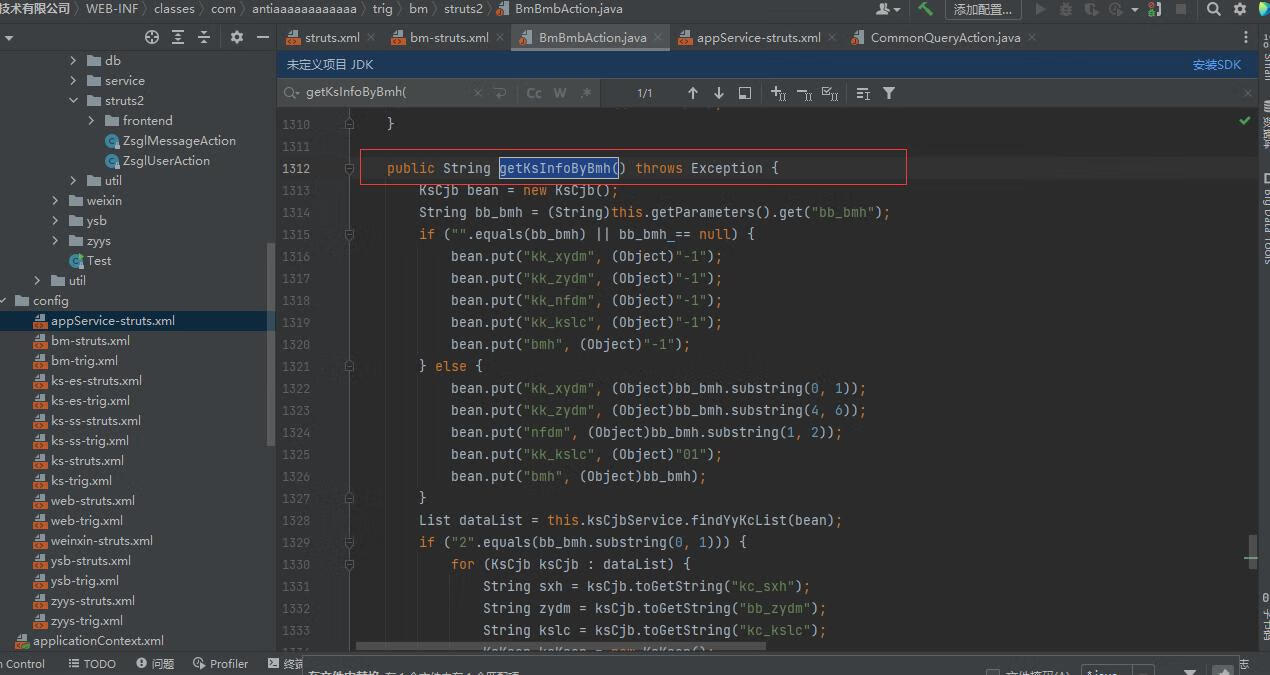 技术有限公司 〉 WEB-INF 〉 classes 〉 com 〉 antiaaaaaaaaaaaa 〉 trig 〉 bm 〉 struts2 〉 BmBmbAction.java
添加配置...
struts.xml × bm-struts.xml × BmBmbAction.java × appService-struts.xml × CommonQueryAction.java ×
未定义项目 JDK 安装SDK
getKsInfoByBmh( × Cc W .* 1/1
db
service
struts2
frontend
ZsglMessageAction
ZsglUserAction
util
weixin
ysb
zyys
Test
util
config
appService-struts.xml
bm-struts.xml
bm-trig.xml
ks-es-struts.xml
ks-es-trig.xml
ks-ss-struts.xml
ks-ss-trig.xml
ks-struts.xml
ks-trig.xml
web-struts.xml
web-trig.xml
weinxin-struts.xml
ysb-struts.xml
ysb-trig.xml
zyys-struts.xml
zyys-trig.xml
applicationContext.xml
1310 }
1311
1312 public String getKsInfoByBmh() throws Exception {
1313 KsCjb bean = new KsCjb();
1314 String bb_bmh = (String)this.getParameters().get("bb_bmh");
1315 if ("".equals(bb_bmh) || bb_bmh == null) {
1316 bean.put("kk_xydm", (Object)"-1");
1317 bean.put("kk_zydm", (Object)"-1");
1318 bean.put("kk_nfdm", (Object)"-1");
1319 bean.put("kk_kslc", (Object)"-1");
1320 bean.put("bmh", (Object)"-1");
1321 } else {
1322 bean.put("kk_xydm", (Object)bb_bmh.substring(0, 1));
1323 bean.put("kk_zydm", (Object)bb_bmh.substring(4, 6));
1324 bean.put("nfdm", (Object)bb_bmh.substring(1, 2));
1325 bean.put("kk_kslc", (Object)"01");
1326 bean.put("bmh", (Object)bb_bmh);
1327 }
1328 List dataList = this.ksCjbService.findYyKcList(bean);
1329 if ("2".equals(bb_bmh.substring(0, 1))) {
1330 for (KsCjb ksCjb : dataList) {
1331 String sxh = ksCjb.toGetString("kc_sxh");
1332 String zydm = ksCjb.toGetString("bb_zydm");
1333 String kslc = ksCjb.toGetString("kc_kslc");
Big Data Tools
Control TODO 问题 Profiler 终端